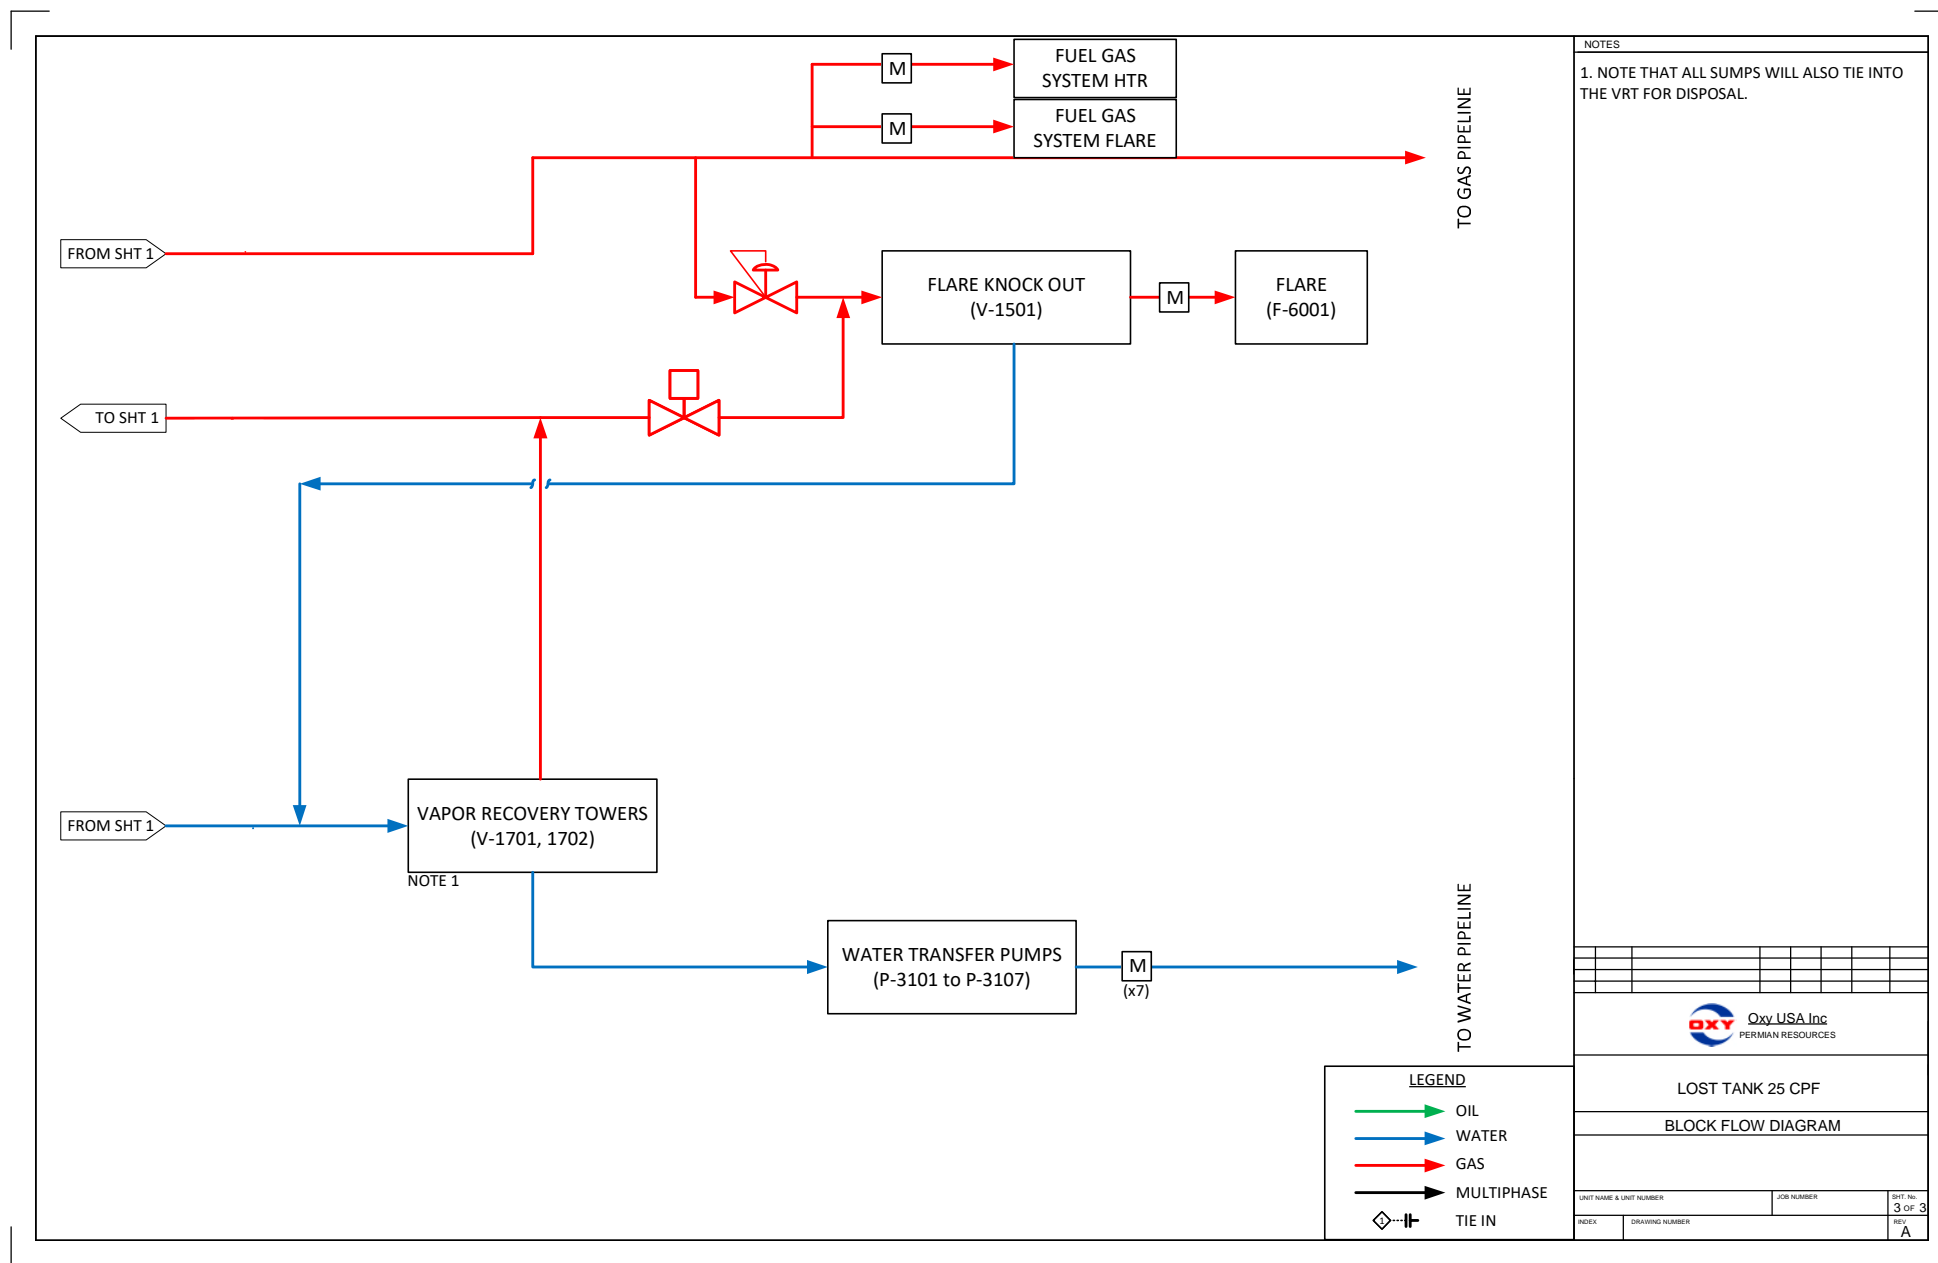 FUEL GAS
SYSTEM HTR
M
FUEL GAS
SYSTEM FLARE
M
TO GAS PIPELINE
FROM SHT 1
FLARE KNOCK OUT
(V-1501)
M
FLARE
(F-6001)
TO SHT 1
FROM SHT 1
VAPOR RECOVERY TOWERS
(V-1701, 1702)
NOTE 1
WATER TRANSFER PUMPS
(P-3101 to P-3107)
M
(x7)
TO WATER PIPELINE
LEGEND
OIL
WATER
GAS
MULTIPHASE
1
TIE IN
NOTES
1. NOTE THAT ALL SUMPS WILL ALSO TIE INTO
THE VRT FOR DISPOSAL.
OXY
Oxy USA Inc
PERMIAN RESOURCES
LOST TANK 25 CPF
BLOCK FLOW DIAGRAM
UNIT NAME & UNIT NUMBER
JOB NUMBER
SHT. No.
3 OF 3
INDEX
DRAWING NUMBER
REV
A